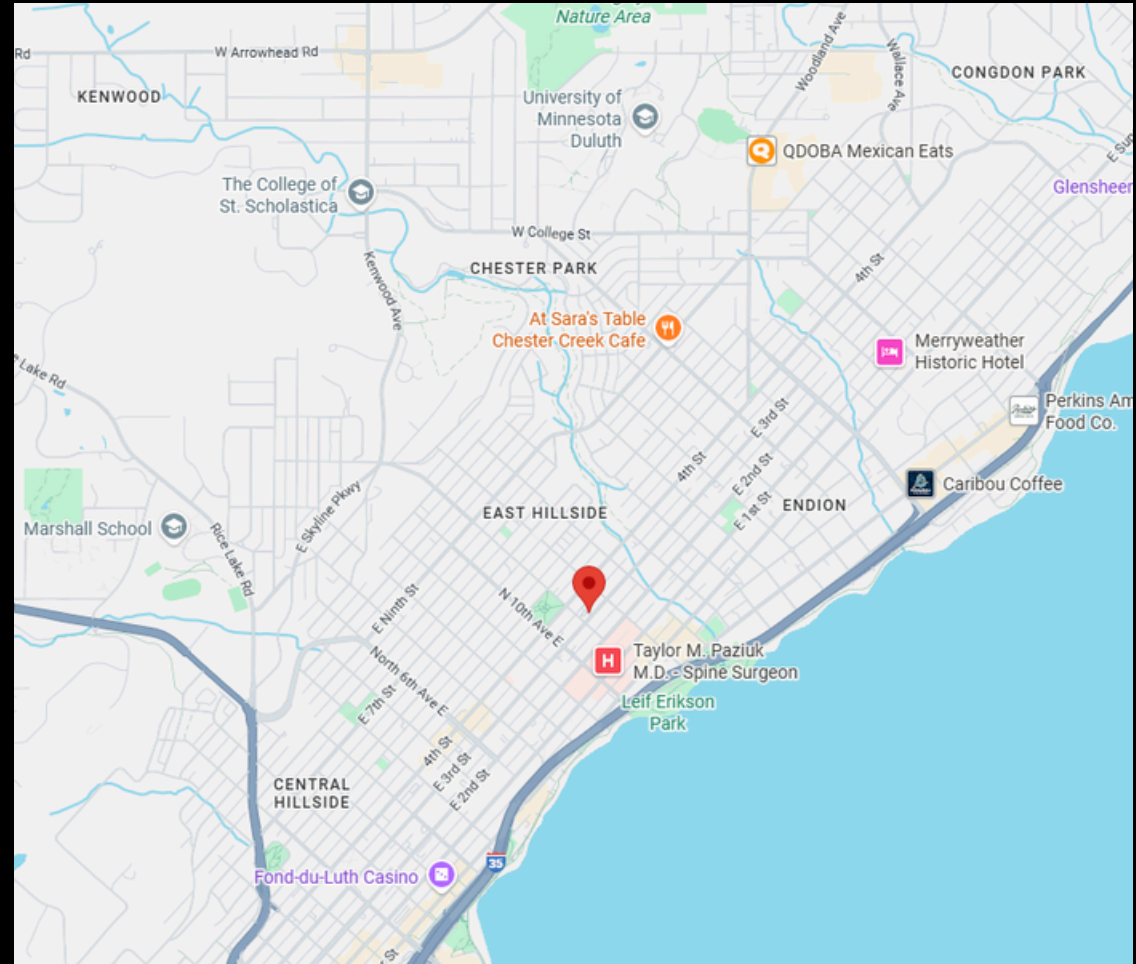 Nature Area
Rd
W Arrowhead Rd
Woodland Ave
Wallace Ave
CONGDON PARK
KENWOOD
University of
Minnesota
Duluth
QDOBA Mexican Eats
E Sup
The College of
St. Scholastica
Glensheen
W College St
Kenwood Ave
CHESTER PARK
4th St
At Sara's Table
Chester Creek Cafe
Merryweather
Historic Hotel
e Lake Rd
Perkins Am
Food Co.
E 3rd St
4th St
E 2nd St
Caribou Coffee
E Skyline Pkwy
EAST HILLSIDE
E 1st St
ENDION
Marshall School
Rice Lake Rd
E Ninth St
N 10th Ave E
H
Taylor M. Paziuk
M.D. - Spine Surgeon
North 6th Ave E
E 7th St
Leif Erikson
Park
4th St
E 3rd St
E 2nd St
CENTRAL
HILLSIDE
35
Fond-du-Luth Casino
St